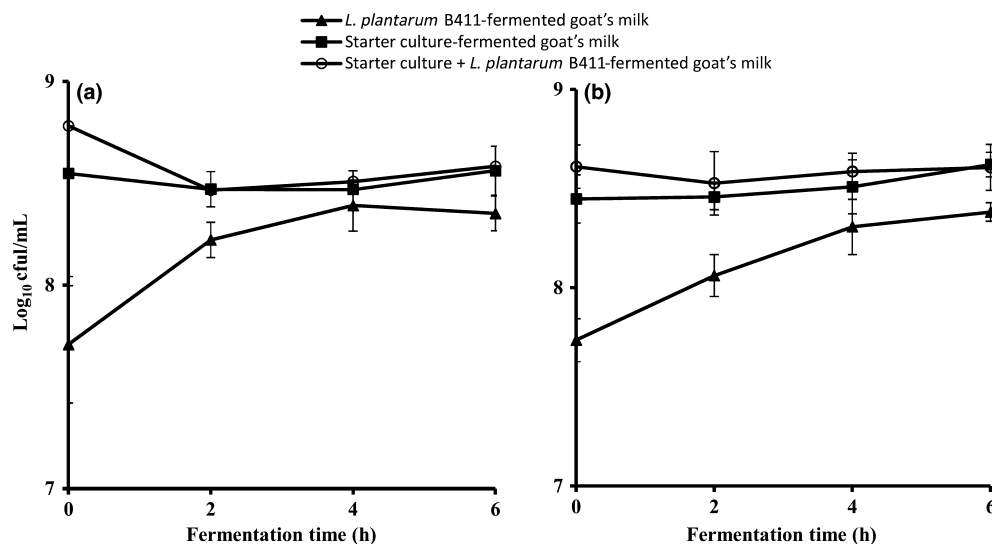 L. plantarum B411-fermented goat's milk
Starter culture-fermented goat's milk
Starter culture + L. plantarum B411-fermented goat's milk
9
(a)
8
7
Log10 cful/mL
0
2
4
6
Fermentation time (h)
9
(b)
8
7
0
2
4
6
Fermentation time (h)